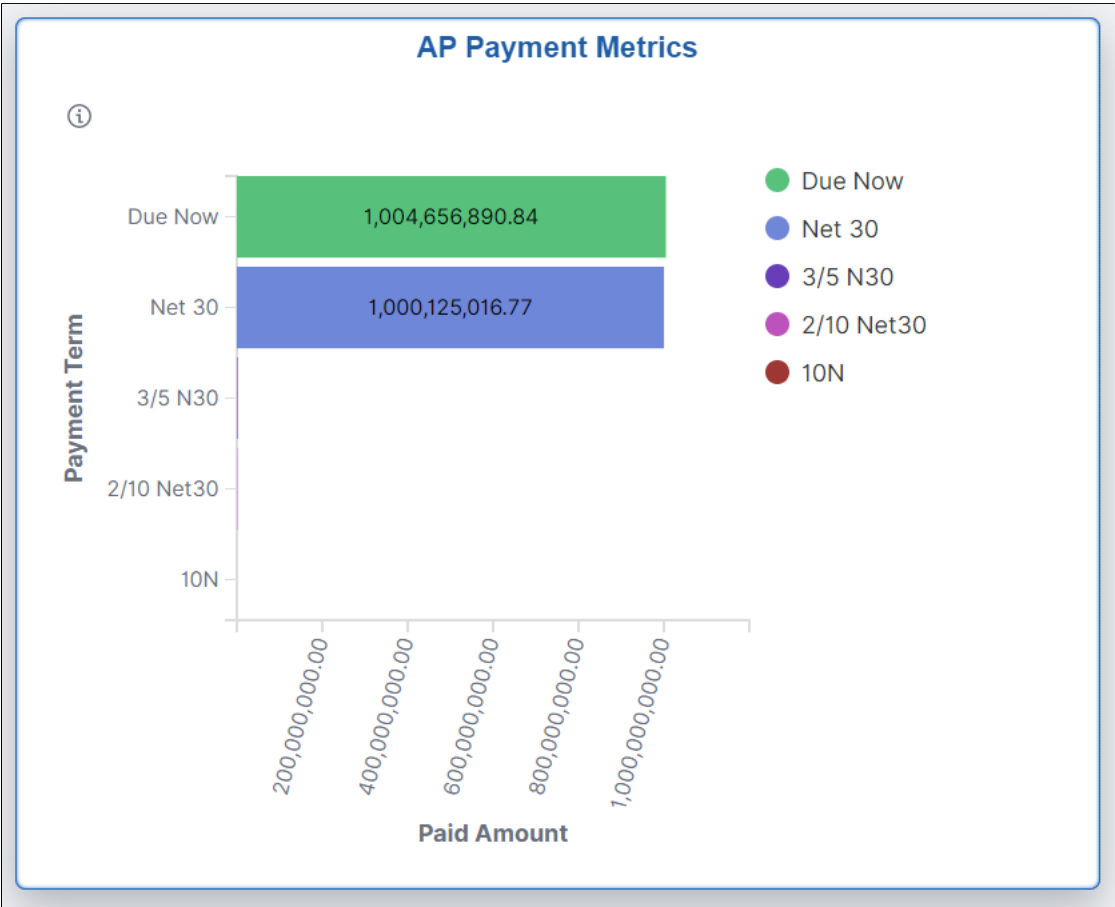 AP Payment Metrics
Due Now
1,004,656,890.84
Net 30
1,000,125,016.77
3/5 N30
2/10 Net30
10N
Payment Term
200,000,000.00
400,000,000.00
600,000,000.00
800,000,000.00
1,000,000,000.00
Paid Amount
Due Now
Net 30
3/5 N30
2/10 Net30
10N